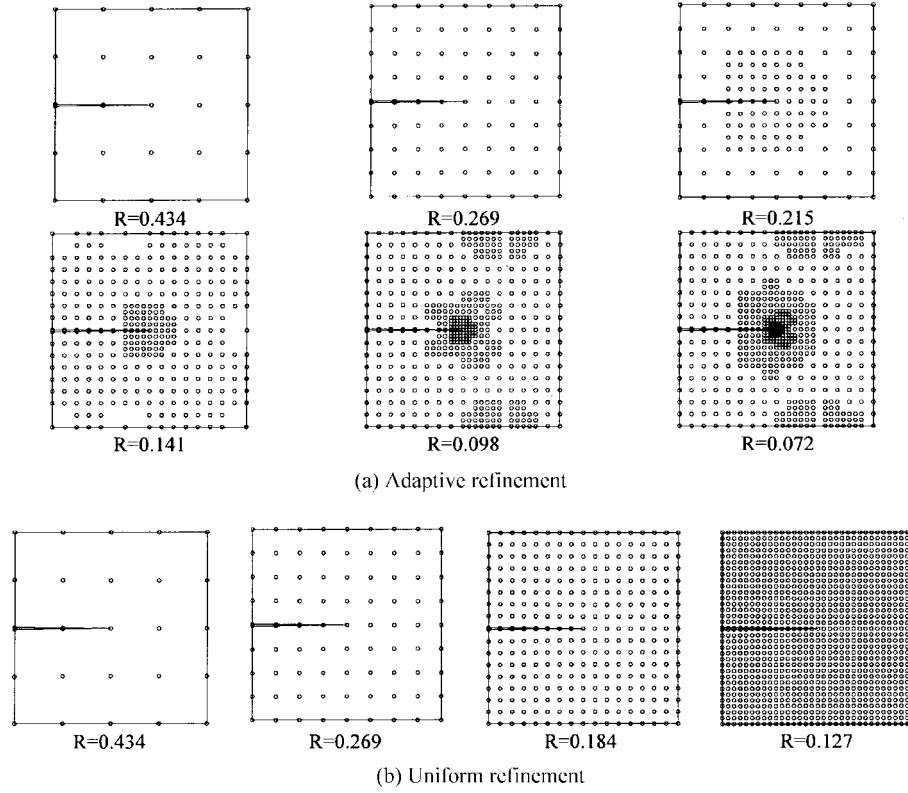 R=0.434 R=0.269 R=0.215
R=0.141 R=0.098 R=0.072
(a) Adaptive refinement
R=0.434 R=0.269 R=0.184 R=0.127
(b) Uniform refinement